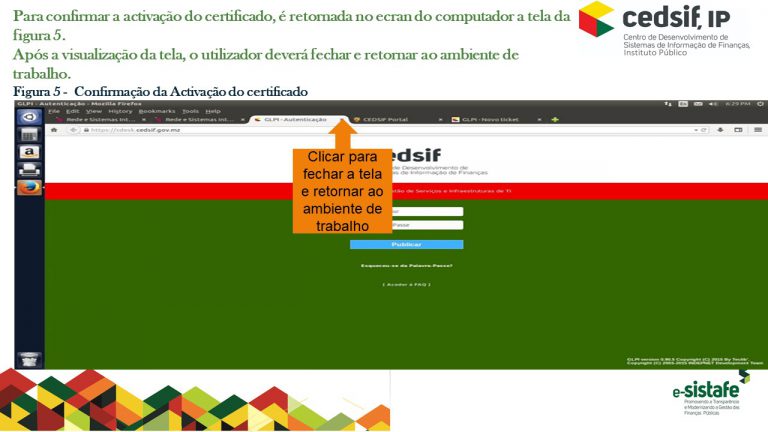 Para confirmar a activação do certificado, é retornada no ecran do computador a tela da
figura 5.
Após a visualização da tela, o utilizador deverá fechar e retornar ao ambiente de
trabalho.
Figura 5 - Confirmação da Activação do certificado
cedsif, IP
Centro de Desenvolvimento de
Sistemas de Informação de Finanças,
Instituto Público
GLPI - Autenticação - Mozilla Firefox
6:29 PM
File Edit View History Bookmarks Tools Help
Rede e Sistemas Int...
Rede e Sistemas Int...
GLPI - Autenticação
CEDSIF Portal
GLPI - Novo ticket
https://sdesk.cedsif.gov.mz
Clicar para
fechar a tela
e retornar ao
ambiente de
trabalho
edsif
de Desenvolvimento de
as de Informação de Finanças
stão de Serviços e Infraestruturas de TI
Passe
Publicar
Esqueceu-se da Palavra-Passe?
[ Aceder à FAQ ]
GLPI version 0.90.5 Copyright (C) 2015 By Teclib'
Copyright (C) 2003-2015 INDEPNET Development Team
e-sistafe
Promovendo a Transparência
e Modernizando a Gestão das
Finanças Públicas